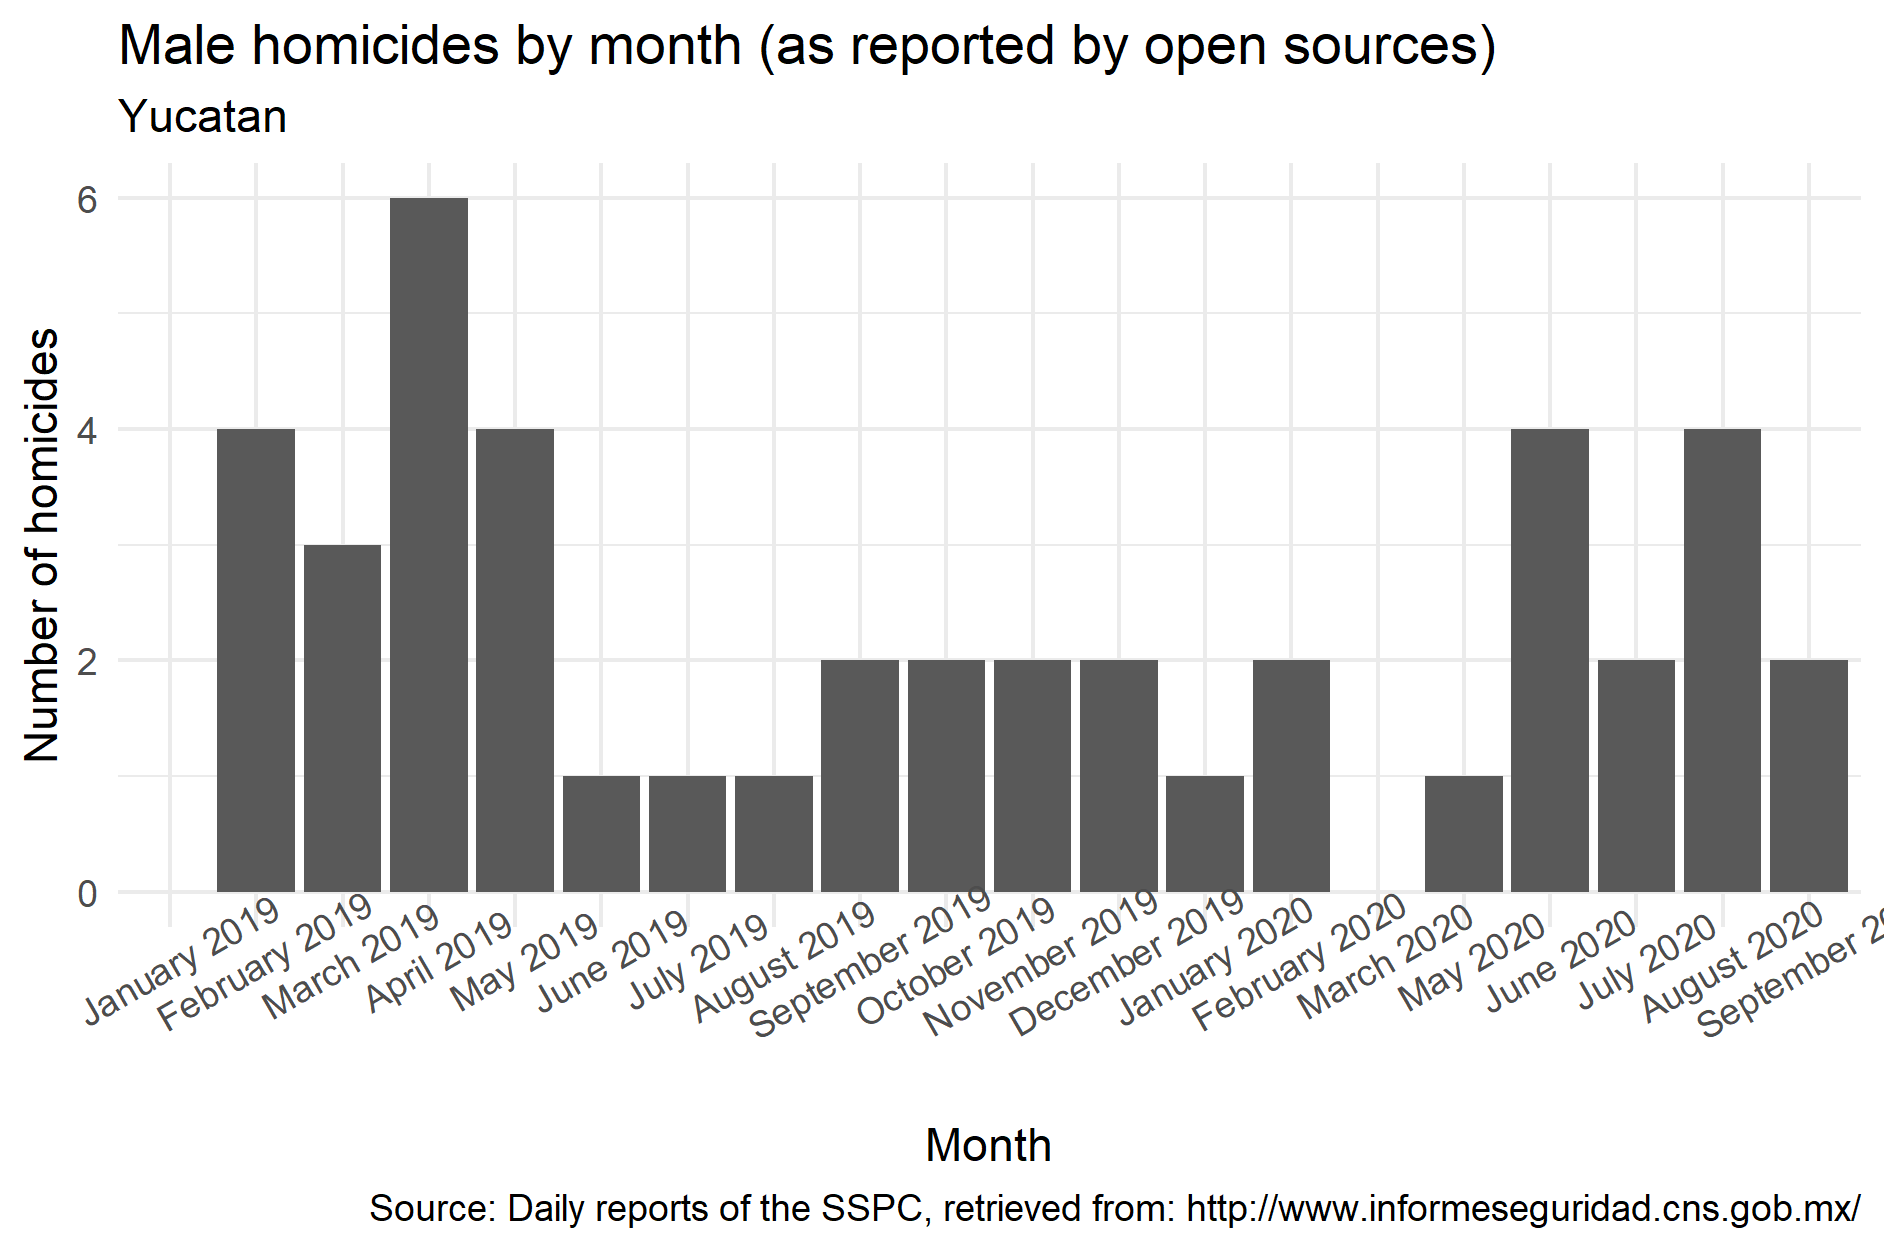 Male homicides by month (as reported by open sources)
Yucatan
Number of homicides
6
4
2
0
January 2019
February 2019
March 2019
April 2019
May 2019
June 2019
July 2019
August 2019
September 2019
October 2019
November 2019
December 2019
January 2020
February 2020
March 2020
May 2020
June 2020
July 2020
August 2020
September 20
Month
Source: Daily reports of the SSPC, retrieved from: http://www.informeseguridad.cns.gob.mx/